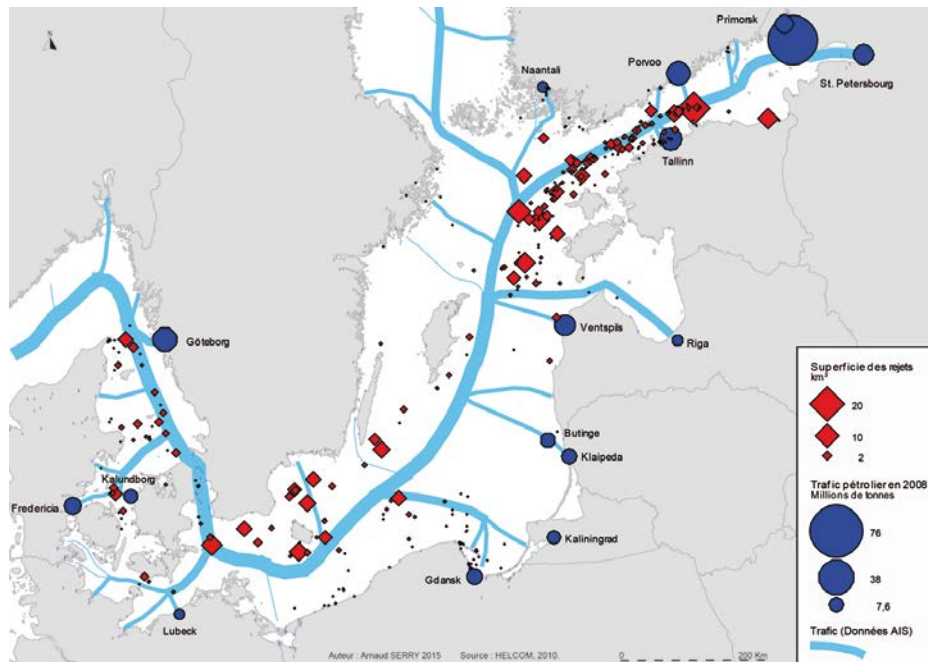 N
Primorsk
Porvoo
Naantali
St. Petersbourg
Tallinn
Göteborg
Ventspils
Riga
Butinge
Klaipeda
Kalundborg
Fredericia
Kaliningrad
Gdansk
Lubeck
Superficie des rejets
km²
20
10
2
Trafic pétrolier en 2008
Millions de tonnes
76
38
7,6
Trafic (Données AIS)
Auteur : Arnaud SERRY 2015 Source : HELCOM, 2010.
0 200 Km